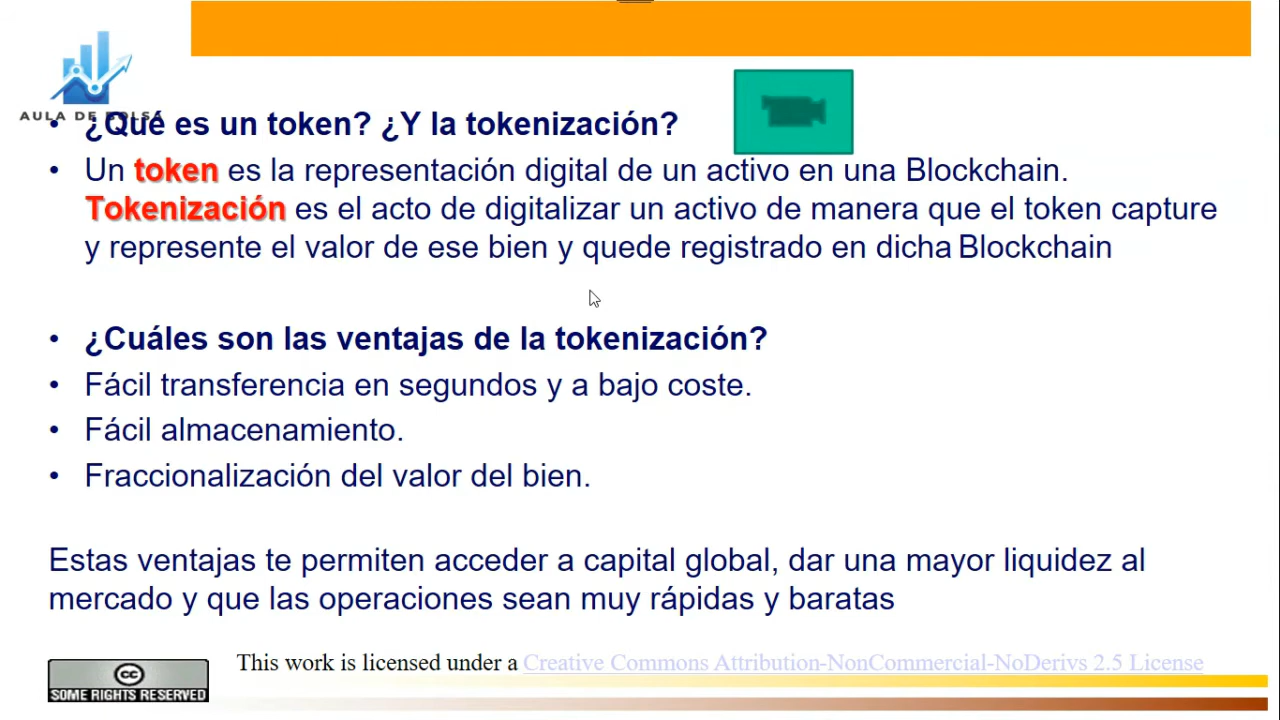 AULA DE BOLSA
• ¿Qué es un token? ¿Y la tokenización?
• Un token es la representación digital de un activo en una Blockchain.
Tokenización es el acto de digitalizar un activo de manera que el token capture
y represente el valor de ese bien y quede registrado en dicha Blockchain
• ¿Cuáles son las ventajas de la tokenización?
• Fácil transferencia en segundos y a bajo coste.
• Fácil almacenamiento.
• Fraccionalización del valor del bien.
Estas ventajas te permiten acceder a capital global, dar una mayor liquidez al
mercado y que las operaciones sean muy rápidas y baratas
This work is licensed under a Creative Commons Attribution-NonCommercial-NoDerivs 2.5 License
cc
SOME RIGHTS RESERVED